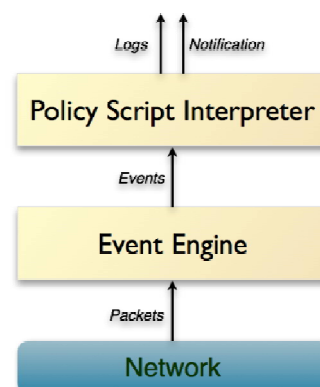 Logs Notification
Policy Script Interpreter
Events
Event Engine
Packets
Network